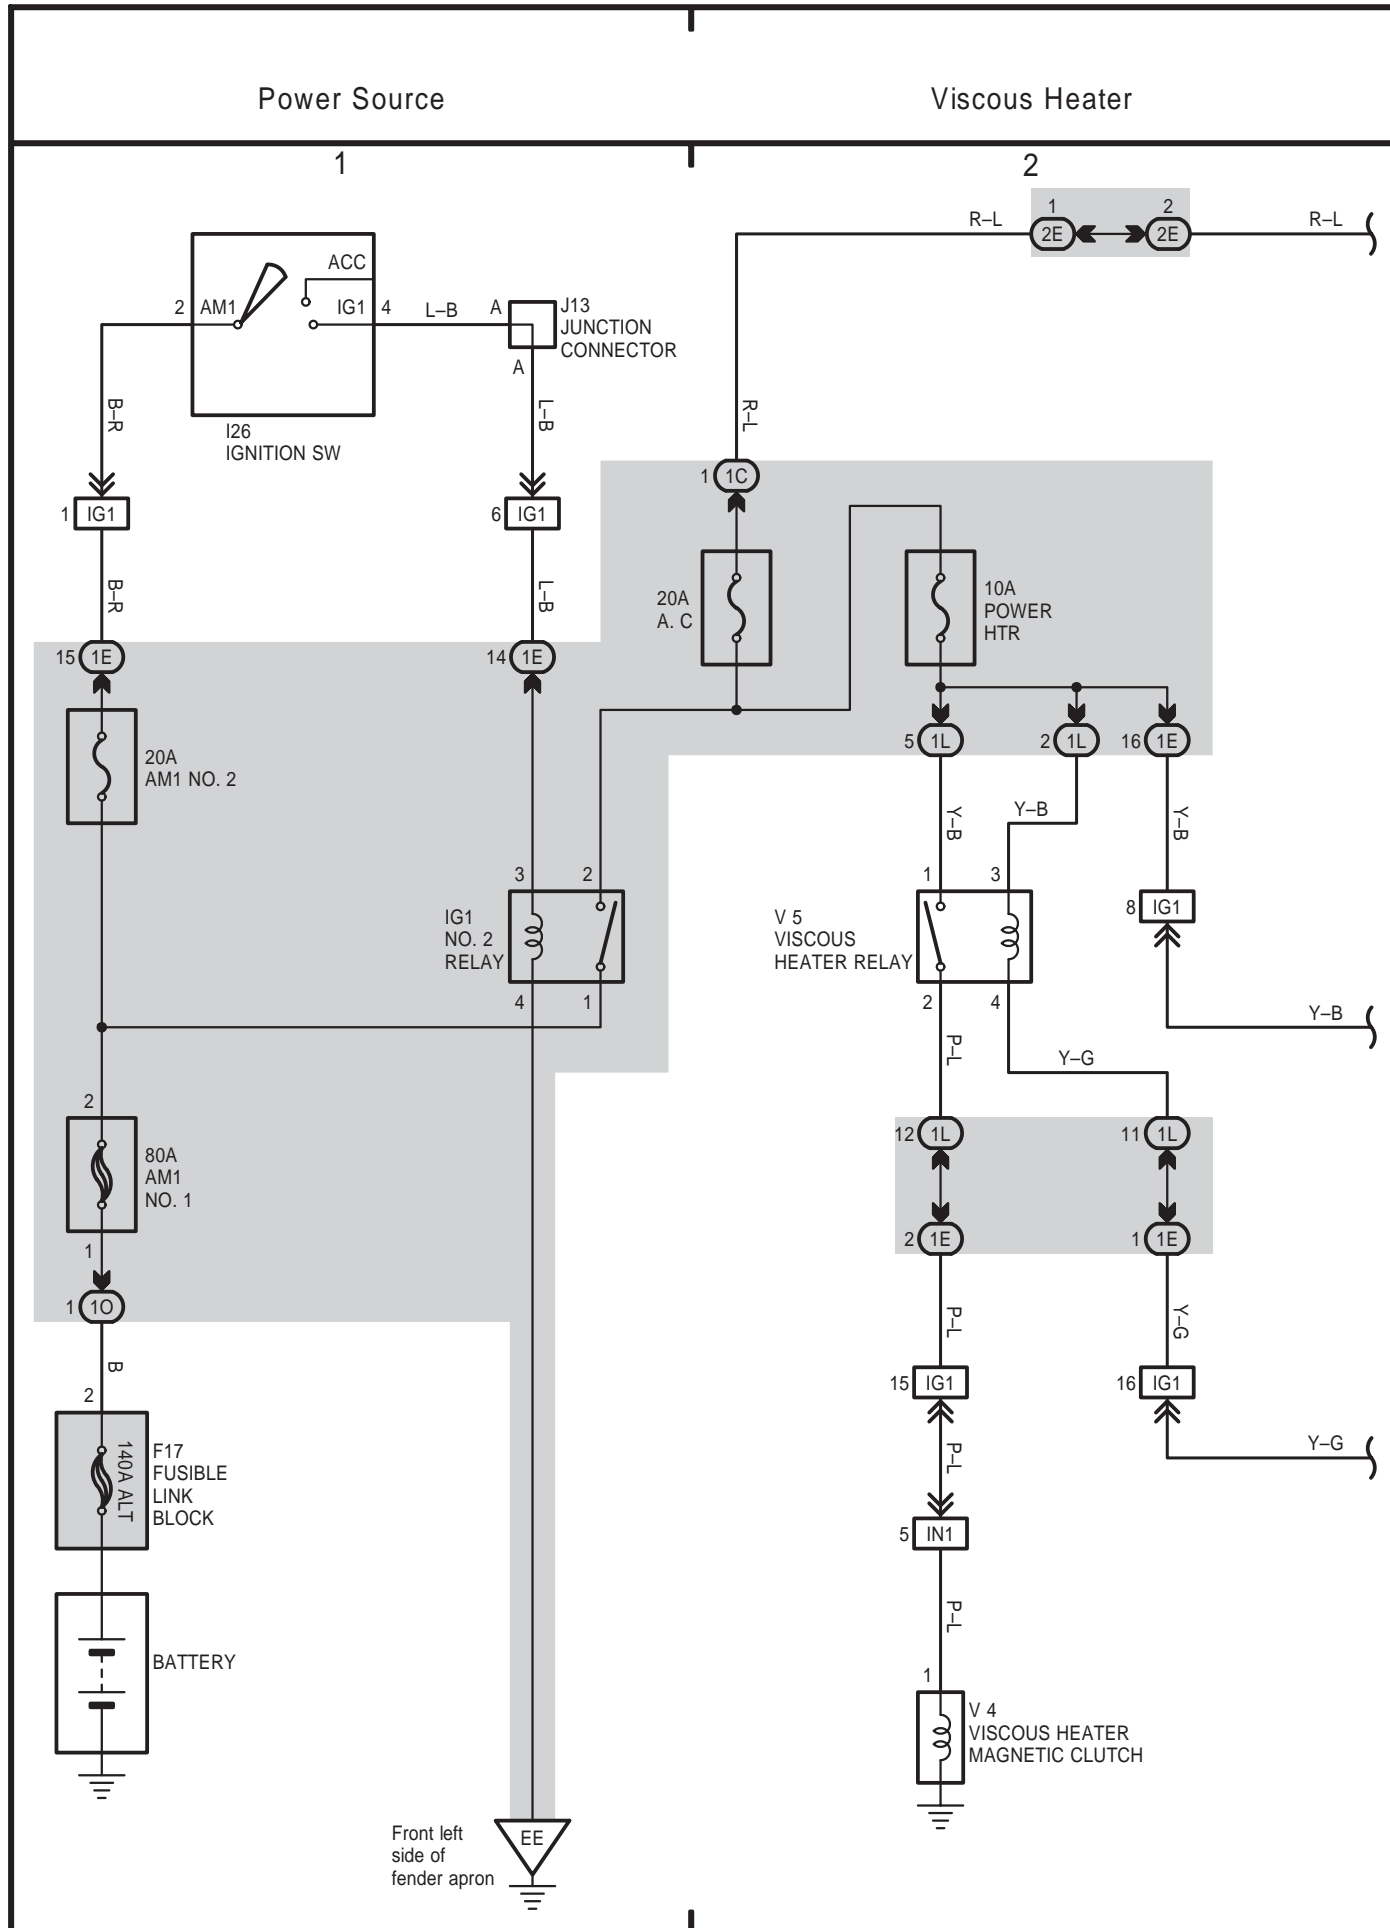 Power Source
Viscous Heater
1
2
R–L
1
2E
2
2E
R–L
ACC
2
AM1
IG1
4
L–B
A
J13
JUNCTION
CONNECTOR
A
B–R
I26
IGNITION SW
L–B
R–L
1
IG1
6
IG1
1
1C
B–R
L–B
20A
A. C
10A
POWER
HTR
15
1E
14
1E
5
1L
2
1L
16
1E
20A
AM1 NO. 2
Y–B
Y–B
Y–B
3
2
IG1
NO. 2
RELAY
4
1
1
3
V 5
VISCOUS
HEATER RELAY
2
4
8
IG1
Y–B
P–L
Y–G
2
80A
AM1
NO. 1
1
12
1L
11
1L
2
1E
1
1E
1
1O
B
P–L
Y–G
2
140A ALT
F17
FUSIBLE
LINK
BLOCK
15
IG1
16
IG1
P–L
Y–G
5
IN1
BATTERY
P–L
1
V 4
VISCOUS HEATER
MAGNETIC CLUTCH
Front left
side of
fender apron
EE